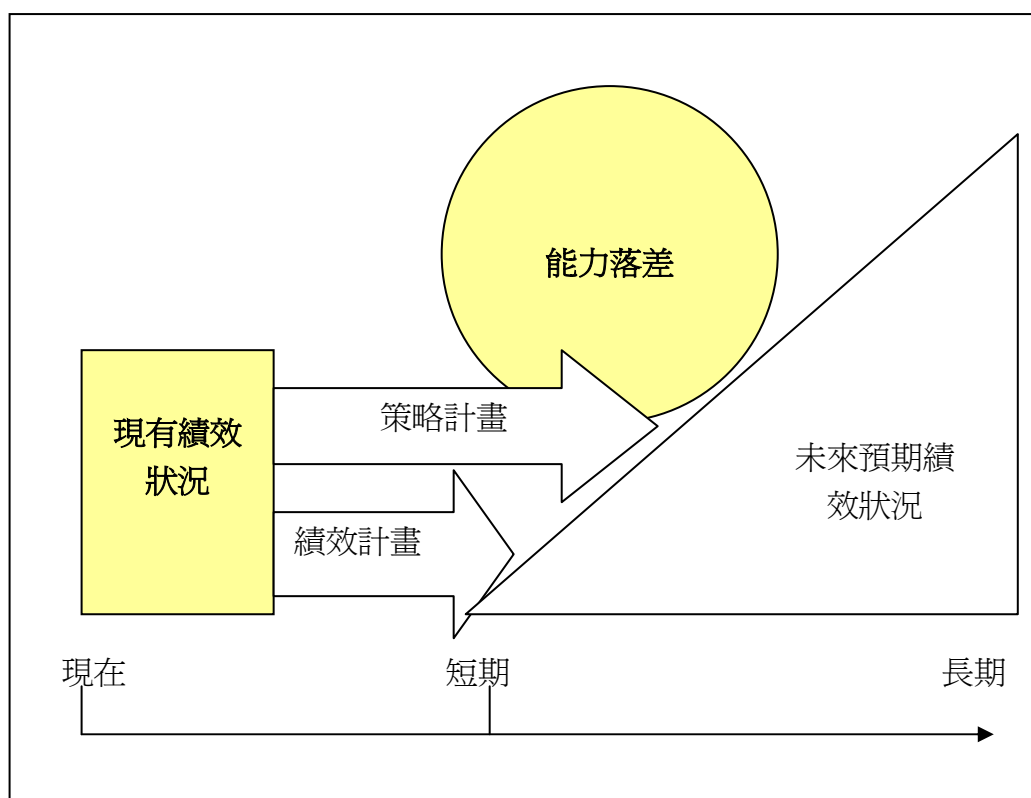 能力落差
策略計畫
現有績效
狀況
未來預期績
效狀況
績效計畫
現在
短期
長期